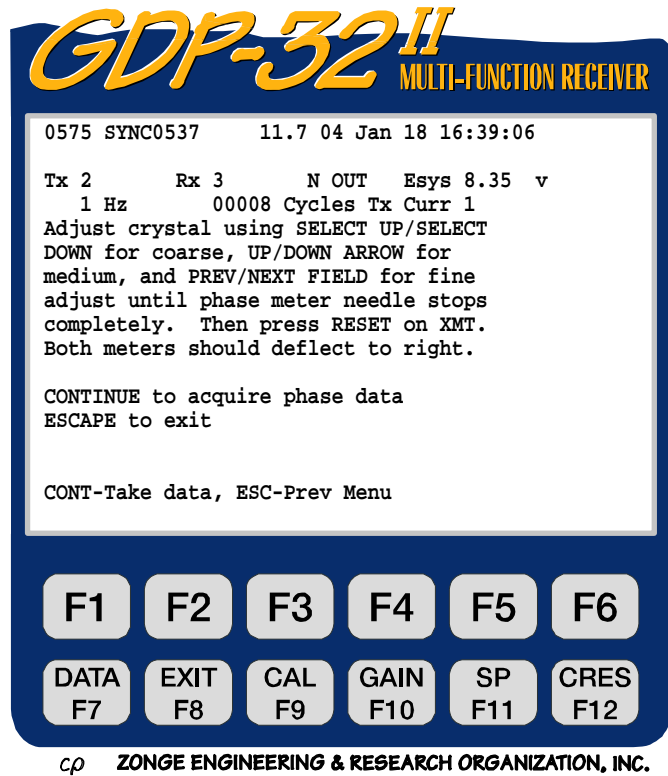 GDP-32 II
MULTI-FUNCTION RECEIVER
0575 SYNC0537 11.7 04 Jan 18 16:39:06
Tx 2 Rx 3 N OUT Esys 8.35 v
1 Hz 00008 Cycles Tx Curr 1
Adjust crystal using SELECT UP/SELECT
DOWN for coarse, UP/DOWN ARROW for
medium, and PREV/NEXT FIELD for fine
adjust until phase meter needle stops
completely. Then press RESET on XMT.
Both meters should deflect to right.
CONTINUE to acquire phase data
ESCAPE to exit
CONT-Take data, ESC-Prev Menu
F1 F2 F3 F4 F5 F6
DATA EXIT CAL GAIN SP CRES
F7 F8 F9 F10 F11 F12
cρ ZONGE ENGINEERING & RESEARCH ORGANIZATION, INC.